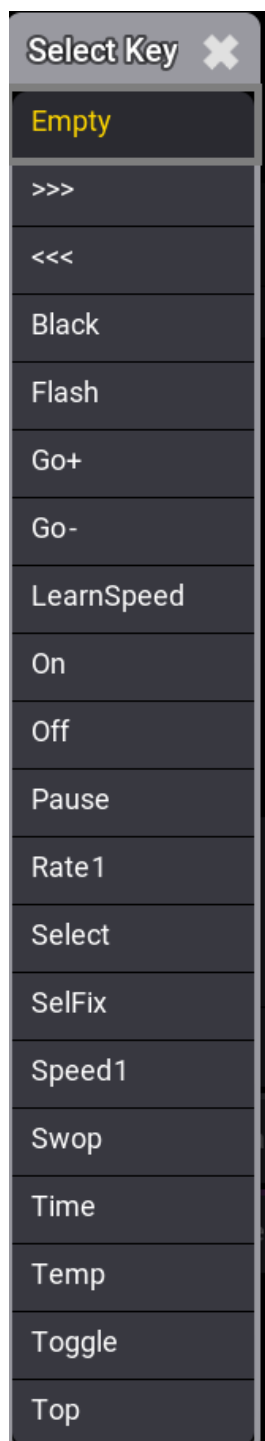 Select Key
Empty
>>>
<<<
Black
Flash
Go+
Go-
LearnSpeed
On
Off
Pause
Rate1
Select
SelFix
Speed1
Swop
Time
Temp
Toggle
Top